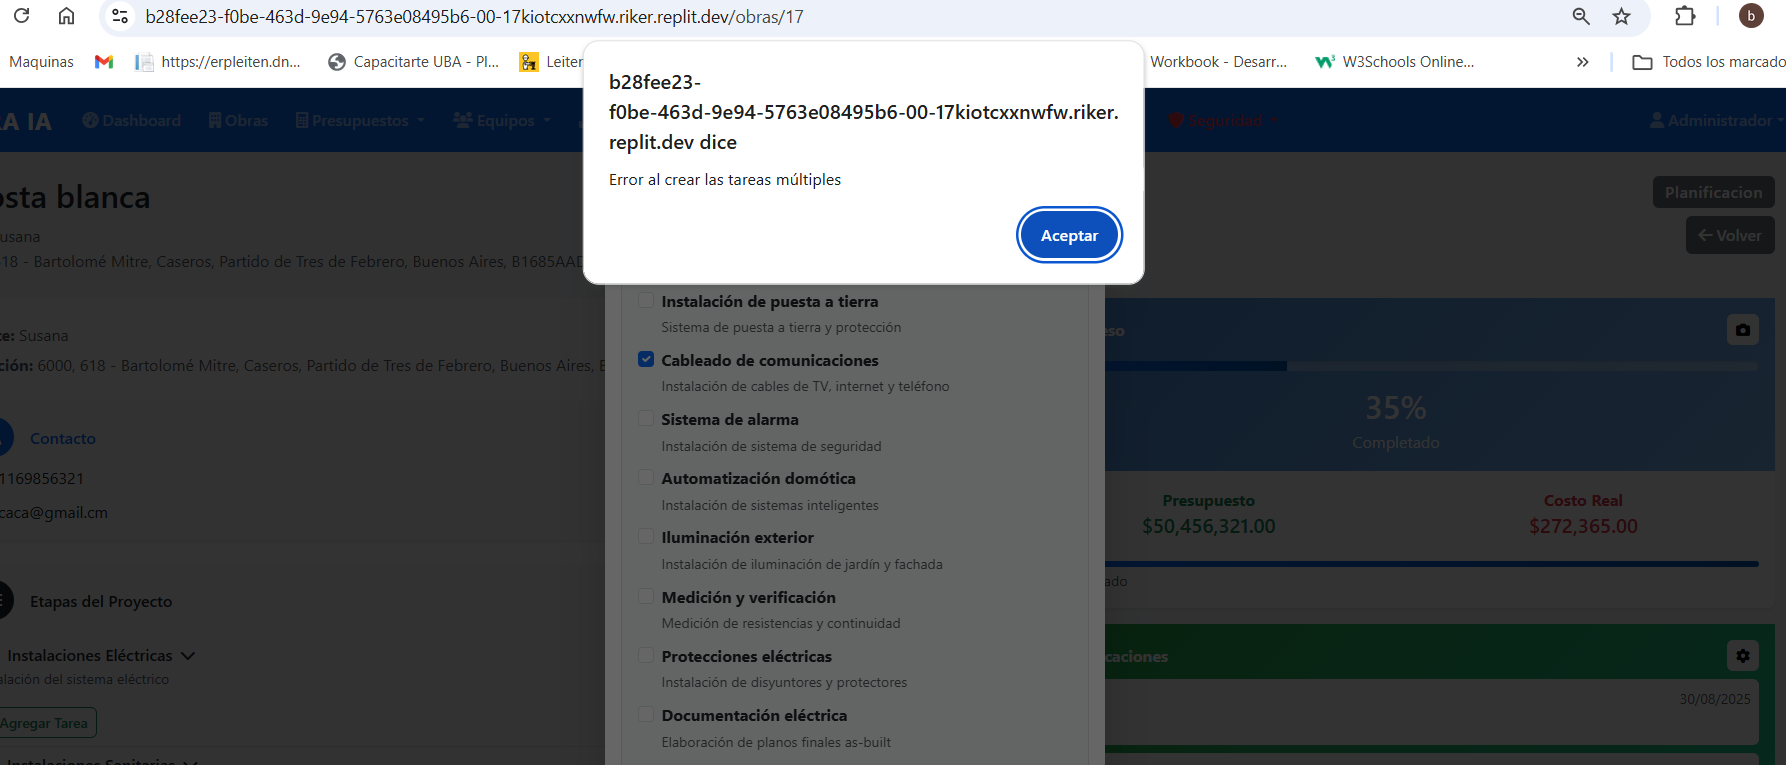 b28fee23-f0be-463d-9e94-5763e08495b6-00-17kiotcxxnwfw.riker.replit.dev/obras/17
b
Maquinas
https://erpleiten.dn...
Capacitarte UBA - Pl...
Leiten
Workbook - Desarr...
W3Schools Online...
Todos los marcado
b28fee23-
f0be-463d-9e94-5763e08495b6-00-17kiotcxxnwfw.riker.
replit.dev dice
Error al crear las tareas múltiples
Aceptar
RA IA
Dashboard
Obras
Presupuestos
Equipos
Seguridad
Administrador
osta blanca
Planificacion
Volver
usana
18 - Bartolomé Mitre, Caseros, Partido de Tres de Febrero, Buenos Aires, B1685AAD
te: Susana
ción: 6000, 618 - Bartolomé Mitre, Caseros, Partido de Tres de Febrero, Buenos Aires, B
Contacto
1169856321
caca@gmail.cm
Etapas del Proyecto
Instalaciones Eléctricas
alación del sistema eléctrico
Agregar Tarea
Instalaciones Sanitarias
Instalación de puesta a tierra
Sistema de puesta a tierra y protección
Cableado de comunicaciones
Instalación de cables de TV, internet y teléfono
Sistema de alarma
Instalación de sistema de seguridad
Automatización domótica
Instalación de sistemas inteligentes
Iluminación exterior
Instalación de iluminación de jardín y fachada
Medición y verificación
Medición de resistencias y continuidad
Protecciones eléctricas
Instalación de disyuntores y protectores
Documentación eléctrica
Elaboración de planos finales as-built
eso
35%
Completado
Presupuesto
$50,456,321.00
Costo Real
$272,365.00
ado
caciones
30/08/2025